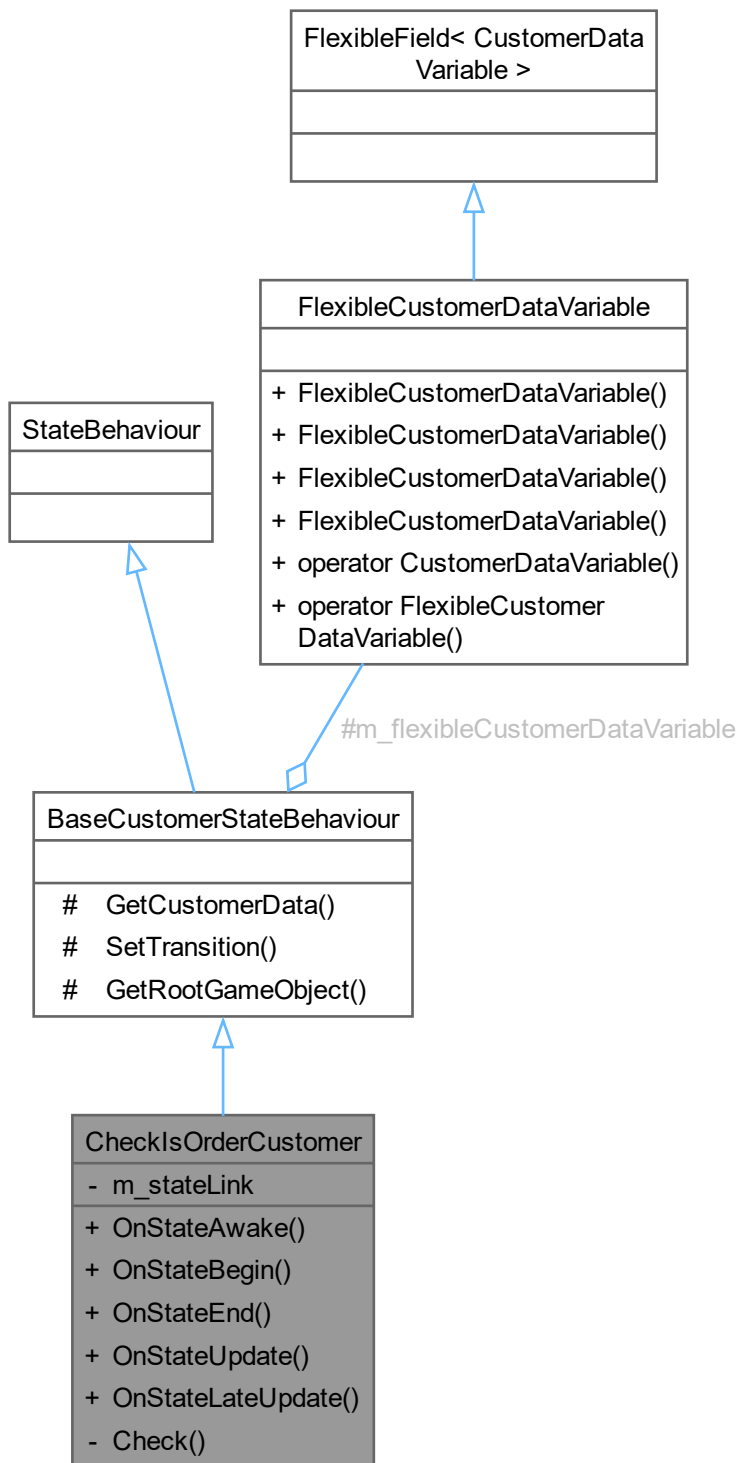 FlexibleField< CustomerData
Variable >
FlexibleCustomerDataVariable
+ FlexibleCustomerDataVariable()
+ FlexibleCustomerDataVariable()
+ FlexibleCustomerDataVariable()
+ FlexibleCustomerDataVariable()
+ operator CustomerDataVariable()
+ operator FlexibleCustomer
DataVariable()
StateBehaviour
#m_flexibleCustomerDataVariable
BaseCustomerStateBehaviour
# GetCustomerData()
# SetTransition()
# GetRootGameObject()
CheckIsOrderCustomer
- m_stateLink
+ OnStateAwake()
+ OnStateBegin()
+ OnStateEnd()
+ OnStateUpdate()
+ OnStateLateUpdate()
- Check()